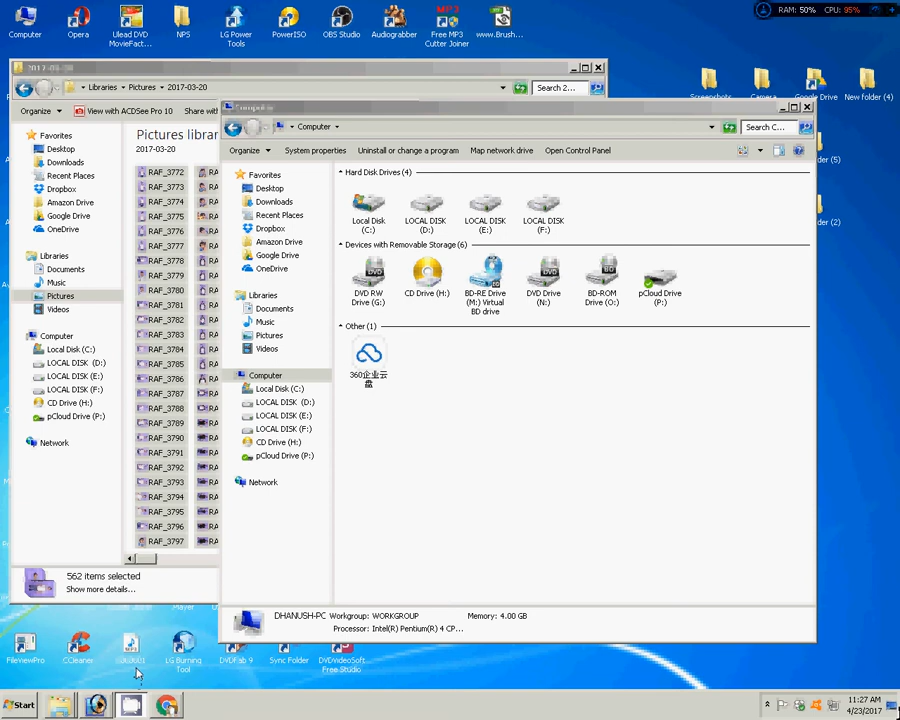 RAM: 50% CPU: 95%
Computer
Opera
Ulead DVD
MovieFact...
NPS
LG Power
Tools
PowerISO
OBS Studio
Audiograbber
MP3
Free MP3
Cutter Joiner
www.Brush...
Camera
Google Drive
New folder (4)
Libraries
Pictures
2017-03-20
Search 2...
Organize
View with ACDSee Pro 10
Share with
Favorites
Desktop
Downloads
Recent Places
Dropbox
Amazon Drive
Google Drive
OneDrive
Libraries
Documents
Music
Pictures
Videos
Computer
Local Disk (C:)
LOCAL DISK (D:)
LOCAL DISK (E:)
LOCAL DISK (F:)
CD Drive (H:)
pCloud Drive (P:)
Network
Pictures librar
2017-03-20
RAF_3772
RAF_3773
RAF_3774
RAF_3775
RAF_3776
RAF_3777
RAF_3778
RAF_3779
RAF_3780
RAF_3781
RAF_3782
RAF_3783
RAF_3784
RAF_3785
RAF_3786
RAF_3787
RAF_3788
RAF_3789
RAF_3790
RAF_3791
RAF_3792
RAF_3793
RAF_3794
RAF_3795
RAF_3796
RAF_3797
562 items selected
Show more details...
Computer
Computer
Search C...
Organize
System properties
Uninstall or change a program
Map network drive
Open Control Panel
Favorites
Desktop
Downloads
Recent Places
Dropbox
Amazon Drive
Google Drive
OneDrive
Libraries
Documents
Music
Pictures
Videos
Computer
Local Disk (C:)
LOCAL DISK (D:)
LOCAL DISK (E:)
LOCAL DISK (F:)
CD Drive (H:)
pCloud Drive (P:)
Network
Hard Disk Drives (4)
Local Disk
(C:)
LOCAL DISK
(D:)
LOCAL DISK
(E:)
LOCAL DISK
(F:)
Devices with Removable Storage (6)
DVD RW
Drive (G:)
CD Drive (H:)
BD-RE Drive
(M:) Virtual
BD drive
DVD Drive
(N:)
BD-ROM
Drive (O:)
pCloud Drive
(P:)
Other (1)
360企业云
盘
DHANUSH-PC Workgroup: WORKGROUP
Memory: 4.00 GB
Processor: Intel(R) Pentium(R) 4 CP...
der (5)
der (2)
FileViewPro
CCleaner
LG Burning
Tool
DVDFab 9
Sync Folder
DVDVideoSoft
Free Studio
Start
11:27 AM
4/23/2017